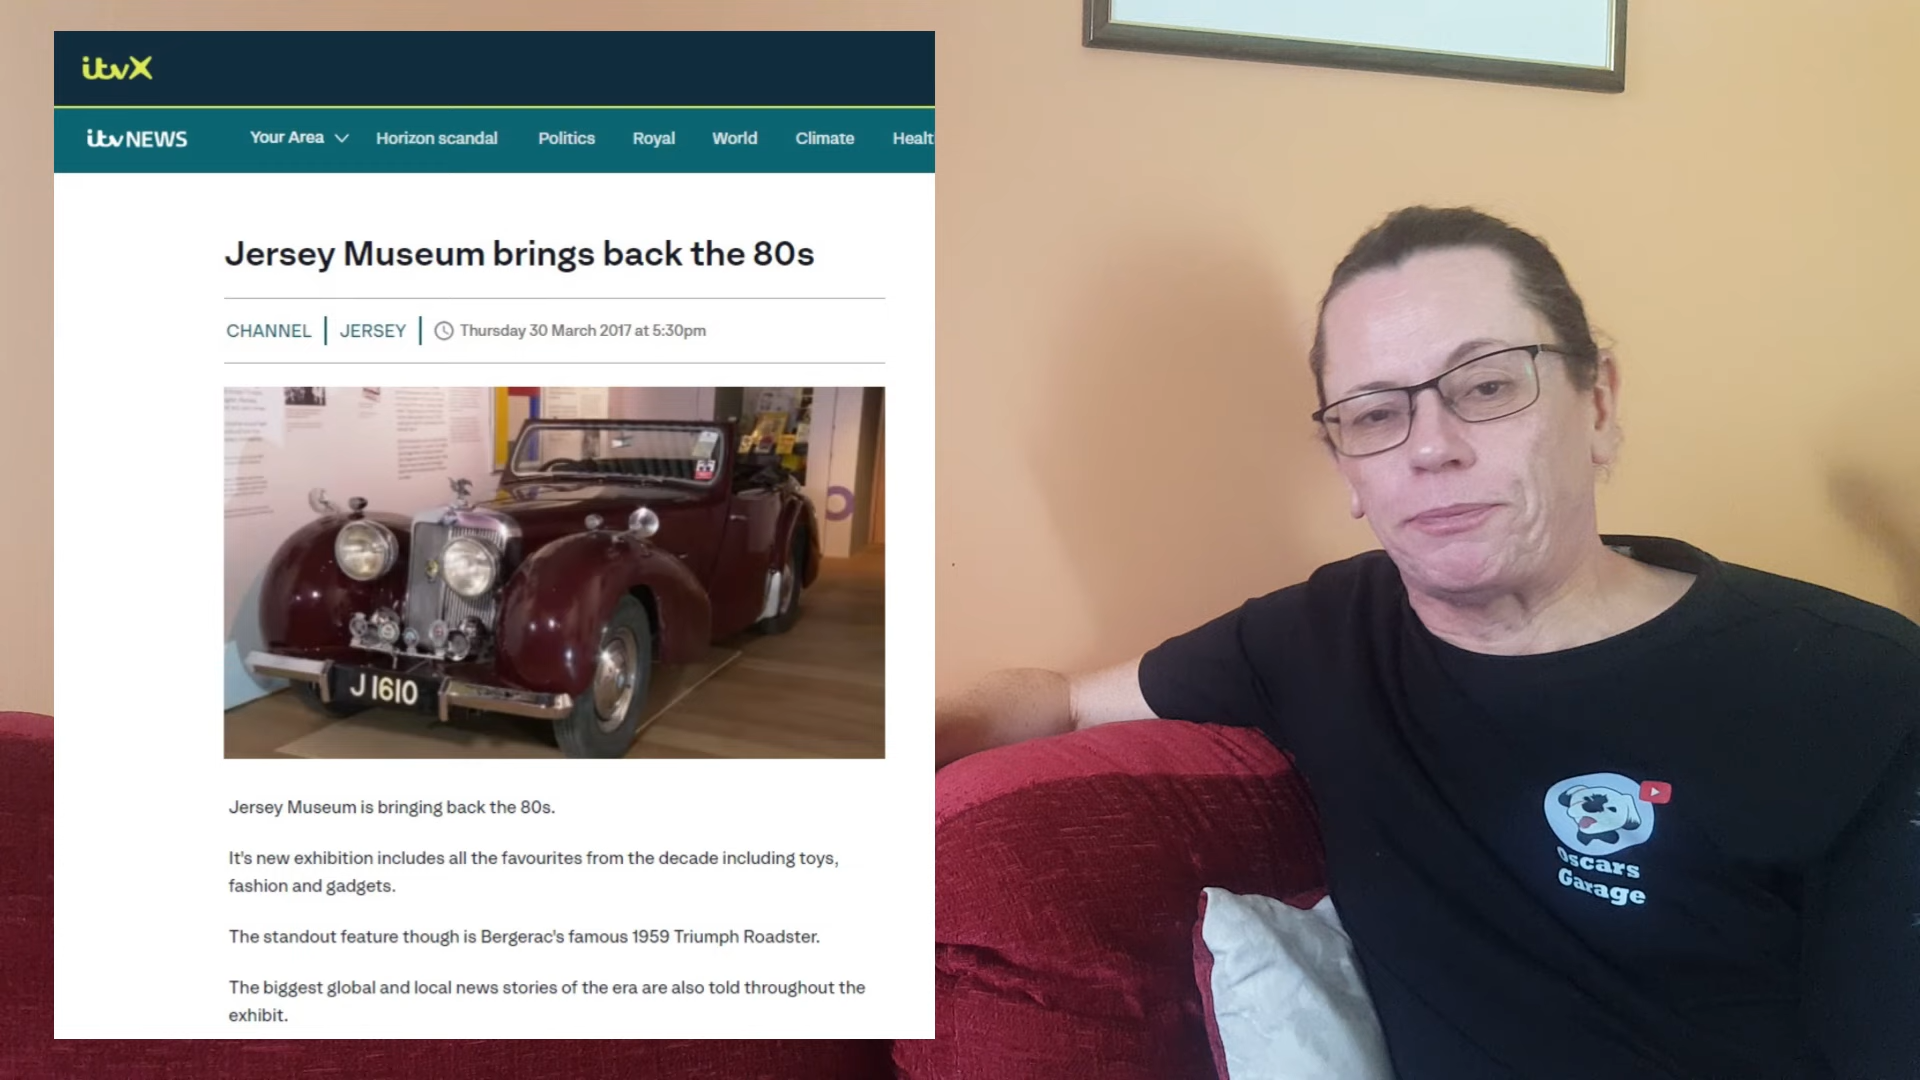 itvX
itv NEWS Your Area Horizon scandal Politics Royal World Climate Healt
Jersey Museum brings back the 80s
CHANNEL JERSEY Thursday 30 March 2017 at 5:30pm
J 1610
Jersey Museum is bringing back the 80s.
It's new exhibition includes all the favourites from the decade including toys,
fashion and gadgets.
The standout feature though is Bergerac's famous 1959 Triumph Roadster.
The biggest global and local news stories of the era are also told throughout the
exhibit.
Oscars
Garage